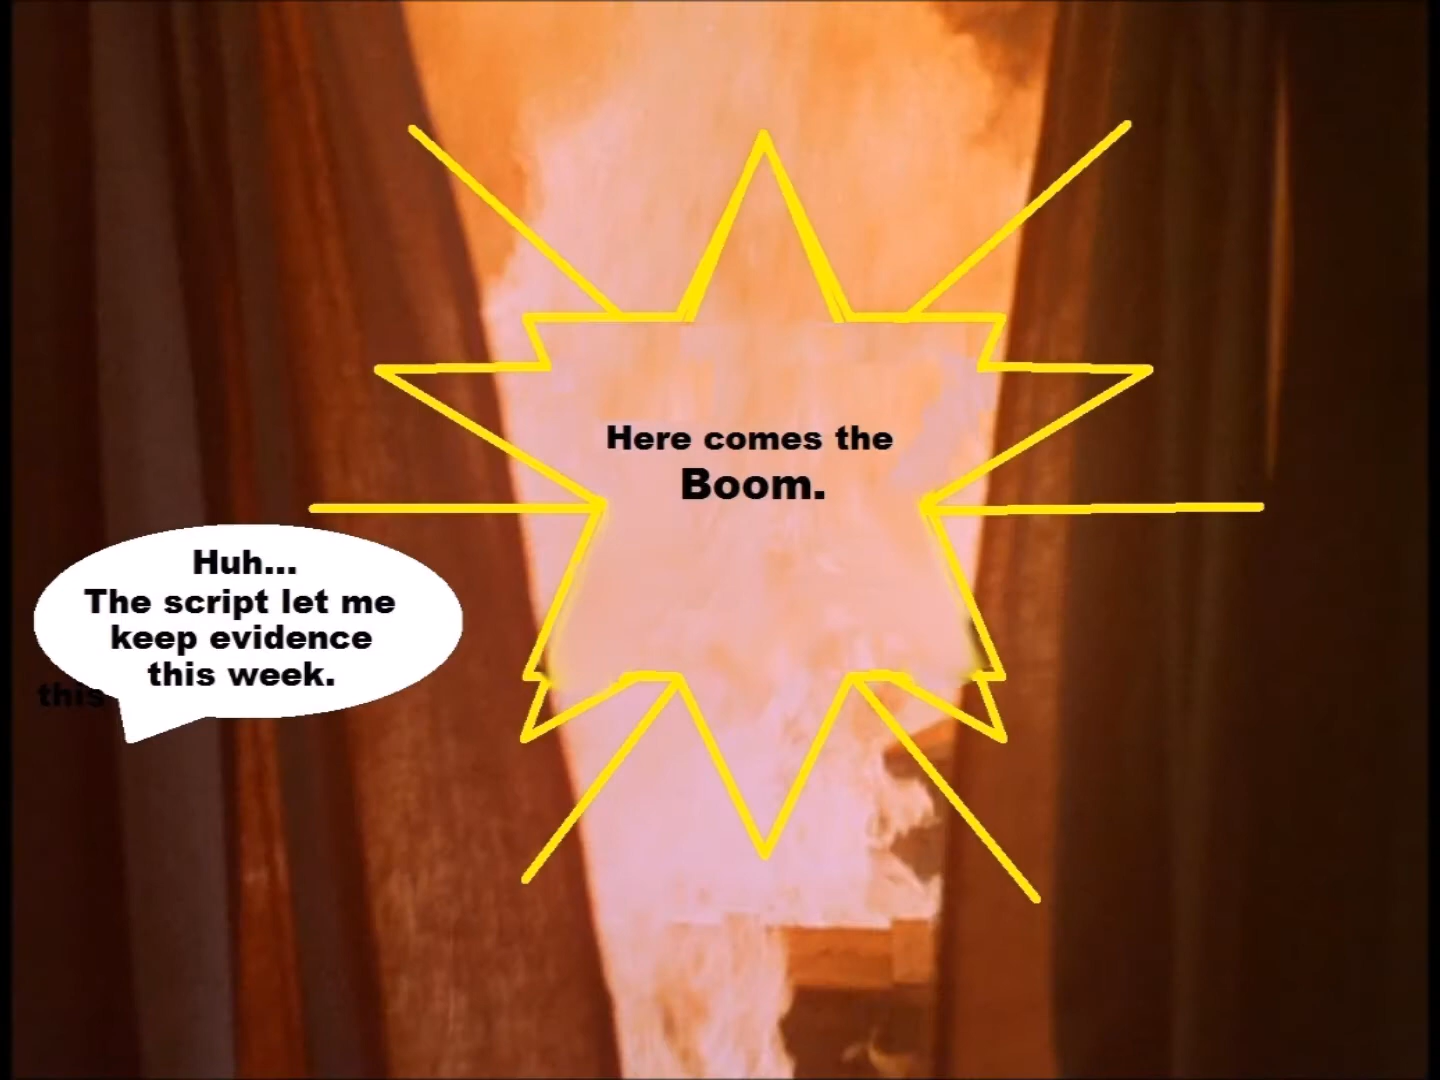 Here comes the
Boom.
Huh...
The script let me
keep evidence
this week.
this